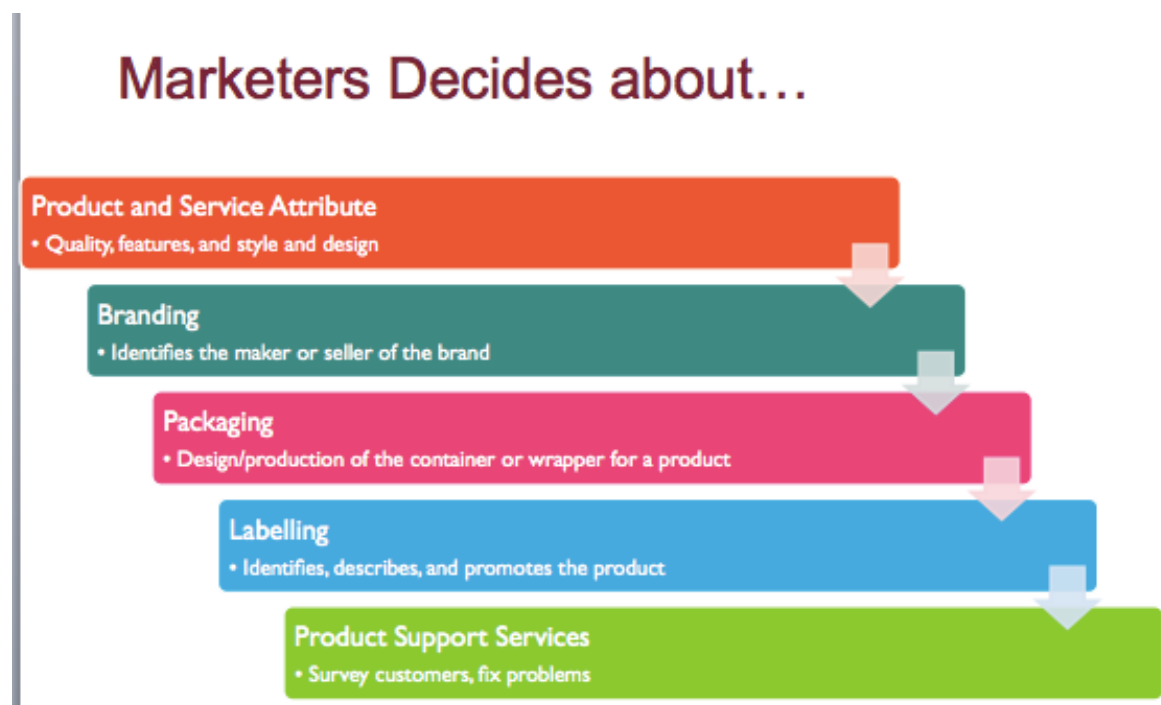 Marketers Decides about…
Product and Service Attribute
• Quality, features, and style and design
Branding
• Identifies the maker or seller of the brand
Packaging
• Design/production of the container or wrapper for a product
Labelling
• Identifies, describes, and promotes the product
Product Support Services
• Survey customers, fix problems